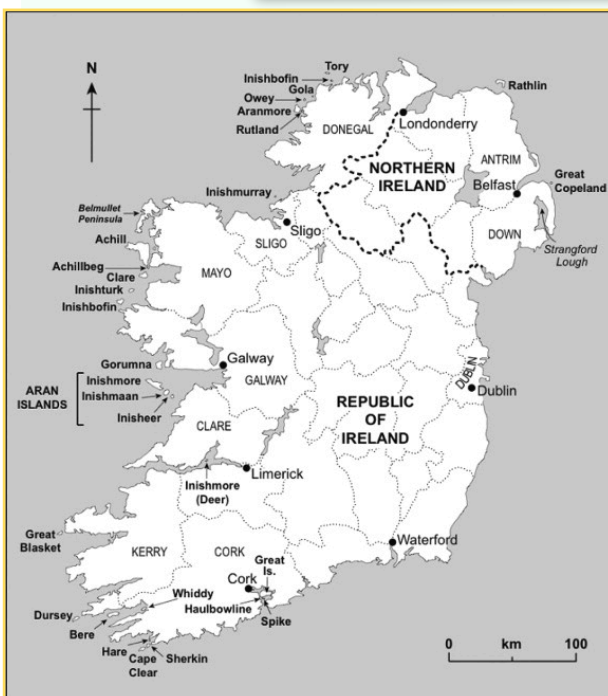 N
Tory
Inishbofin
Gola
Owey
Aranmore
Rutland
DONEGAL
Rathlin
Londonderry
NORTHERN
IRELAND
ANTRIM
Belfast
Great
Copeland
Inishmurray
Belmullet
Peninsula
Sligo
SLIGO
DOWN
Strangford
Lough
Achill
MAYO
Achillbeg
Clare
Inishturk
Inishbofin
Gorumna
Galway
GALWAY
ARAN
ISLANDS
Inishmore
Inishmaan
Inisheer
DUBLIN
Dublin
REPUBLIC
OF
IRELAND
CLARE
Limerick
Inishmore
(Deer)
Great
Blasket
KERRY
CORK
Waterford
Great
Is.
Cork
Whiddy
Haulbowline
Spike
Dursey
Bere
Hare
Cape
Clear
Sherkin
0 km 100